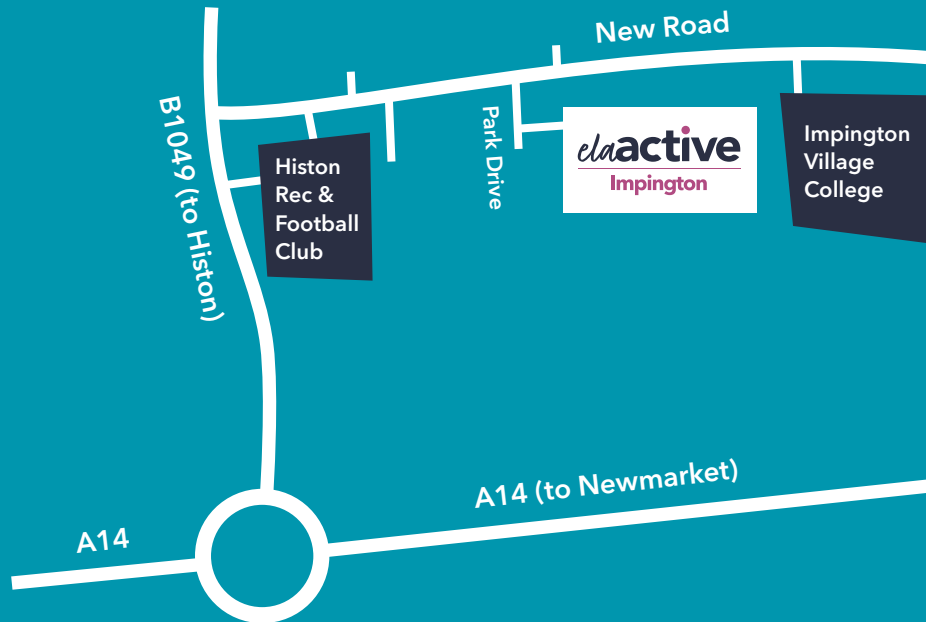 New Road
B1049 (to Histon)
Histon
Rec &
Football
Club
Park Drive
elaactive
Impington
Impington
Village
College
A14 (to Newmarket)
A14